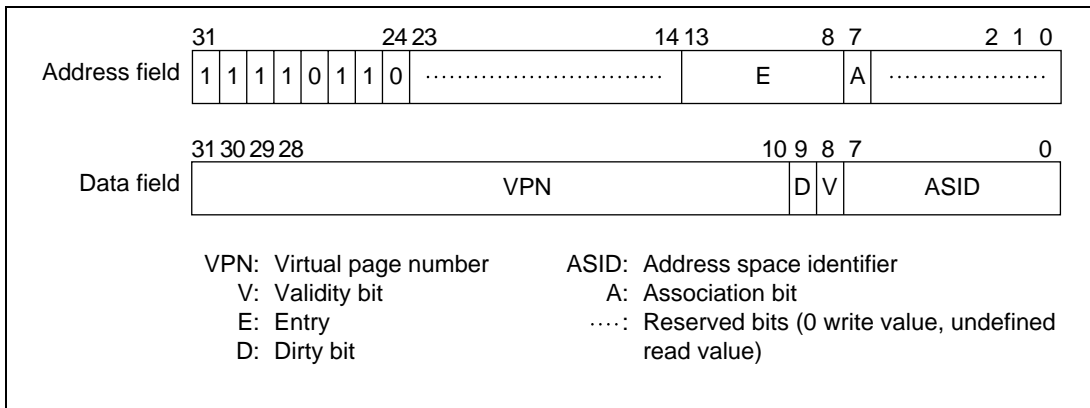 31 24 23 14 13 8 7 2 1 0
Address field 1 1 1 1 0 1 1 0 ····························· E A ····················
31 30 29 28 10 9 8 7 0
Data field VPN D V ASID
VPN: Virtual page number ASID: Address space identifier
V: Validity bit A: Association bit
E: Entry ····: Reserved bits (0 write value, undefined
D: Dirty bit read value)